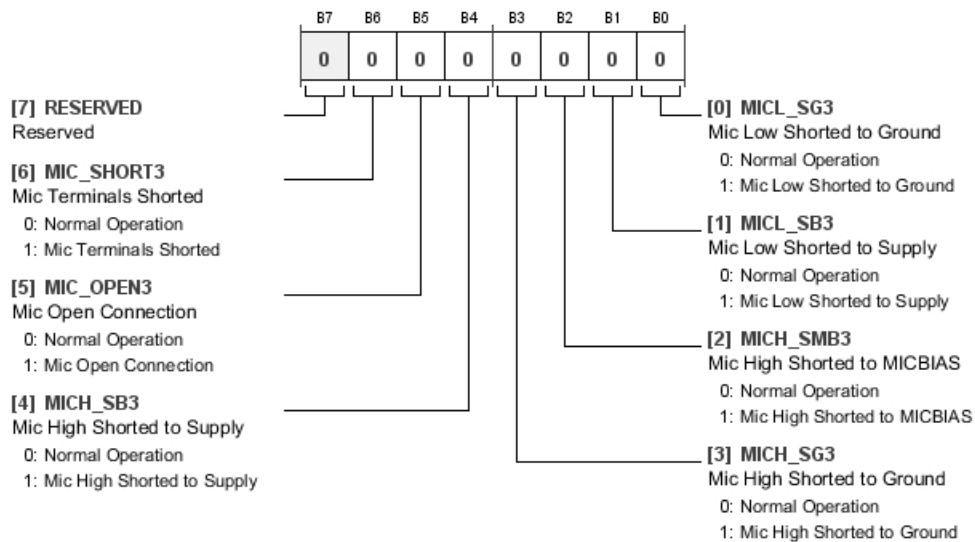 B7 B6 B5 B4 B3 B2 B1 B0
0 0 0 0 0 0 0 0
[7] RESERVED
Reserved
[6] MIC_SHORT3
Mic Terminals Shorted
0: Normal Operation
1: Mic Terminals Shorted
[5] MIC_OPEN3
Mic Open Connection
0: Normal Operation
1: Mic Open Connection
[4] MICH_SB3
Mic High Shorted to Supply
0: Normal Operation
1: Mic High Shorted to Supply
[0] MICL_SG3
Mic Low Shorted to Ground
0: Normal Operation
1: Mic Low Shorted to Ground
[1] MICL_SB3
Mic Low Shorted to Supply
0: Normal Operation
1: Mic Low Shorted to Supply
[2] MICH_SMB3
Mic High Shorted to MICBIAS
0: Normal Operation
1: Mic High Shorted to MICBIAS
[3] MICH_SG3
Mic High Shorted to Ground
0: Normal Operation
1: Mic High Shorted to Ground